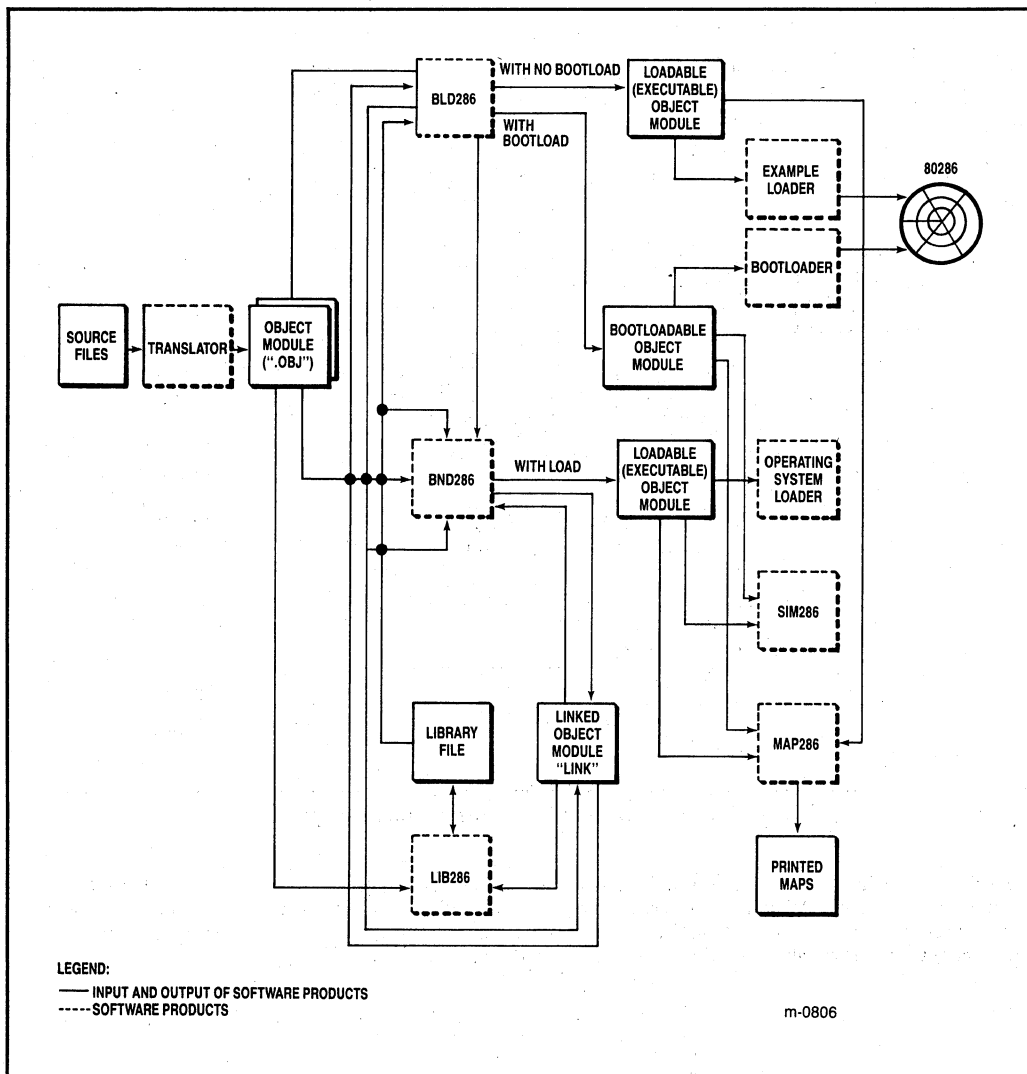 WITH NO BOOTLOAD
BLD286
WITH
BOOTLOAD
LOADABLE
(EXECUTABLE)
OBJECT
MODULE
EXAMPLE
LOADER
80286
BOOTLOADER
SOURCE
FILES
TRANSLATOR
OBJECT
MODULE
(".OBJ")
BOOTLOADABLE
OBJECT
MODULE
BND286
WITH LOAD
LOADABLE
(EXECUTABLE)
OBJECT
MODULE
OPERATING
SYSTEM
LOADER
SIM286
LIBRARY
FILE
LINKED
OBJECT
MODULE
"LINK"
MAP286
LIB286
PRINTED
MAPS
LEGEND:
INPUT AND OUTPUT OF SOFTWARE PRODUCTS
SOFTWARE PRODUCTS
m-0806